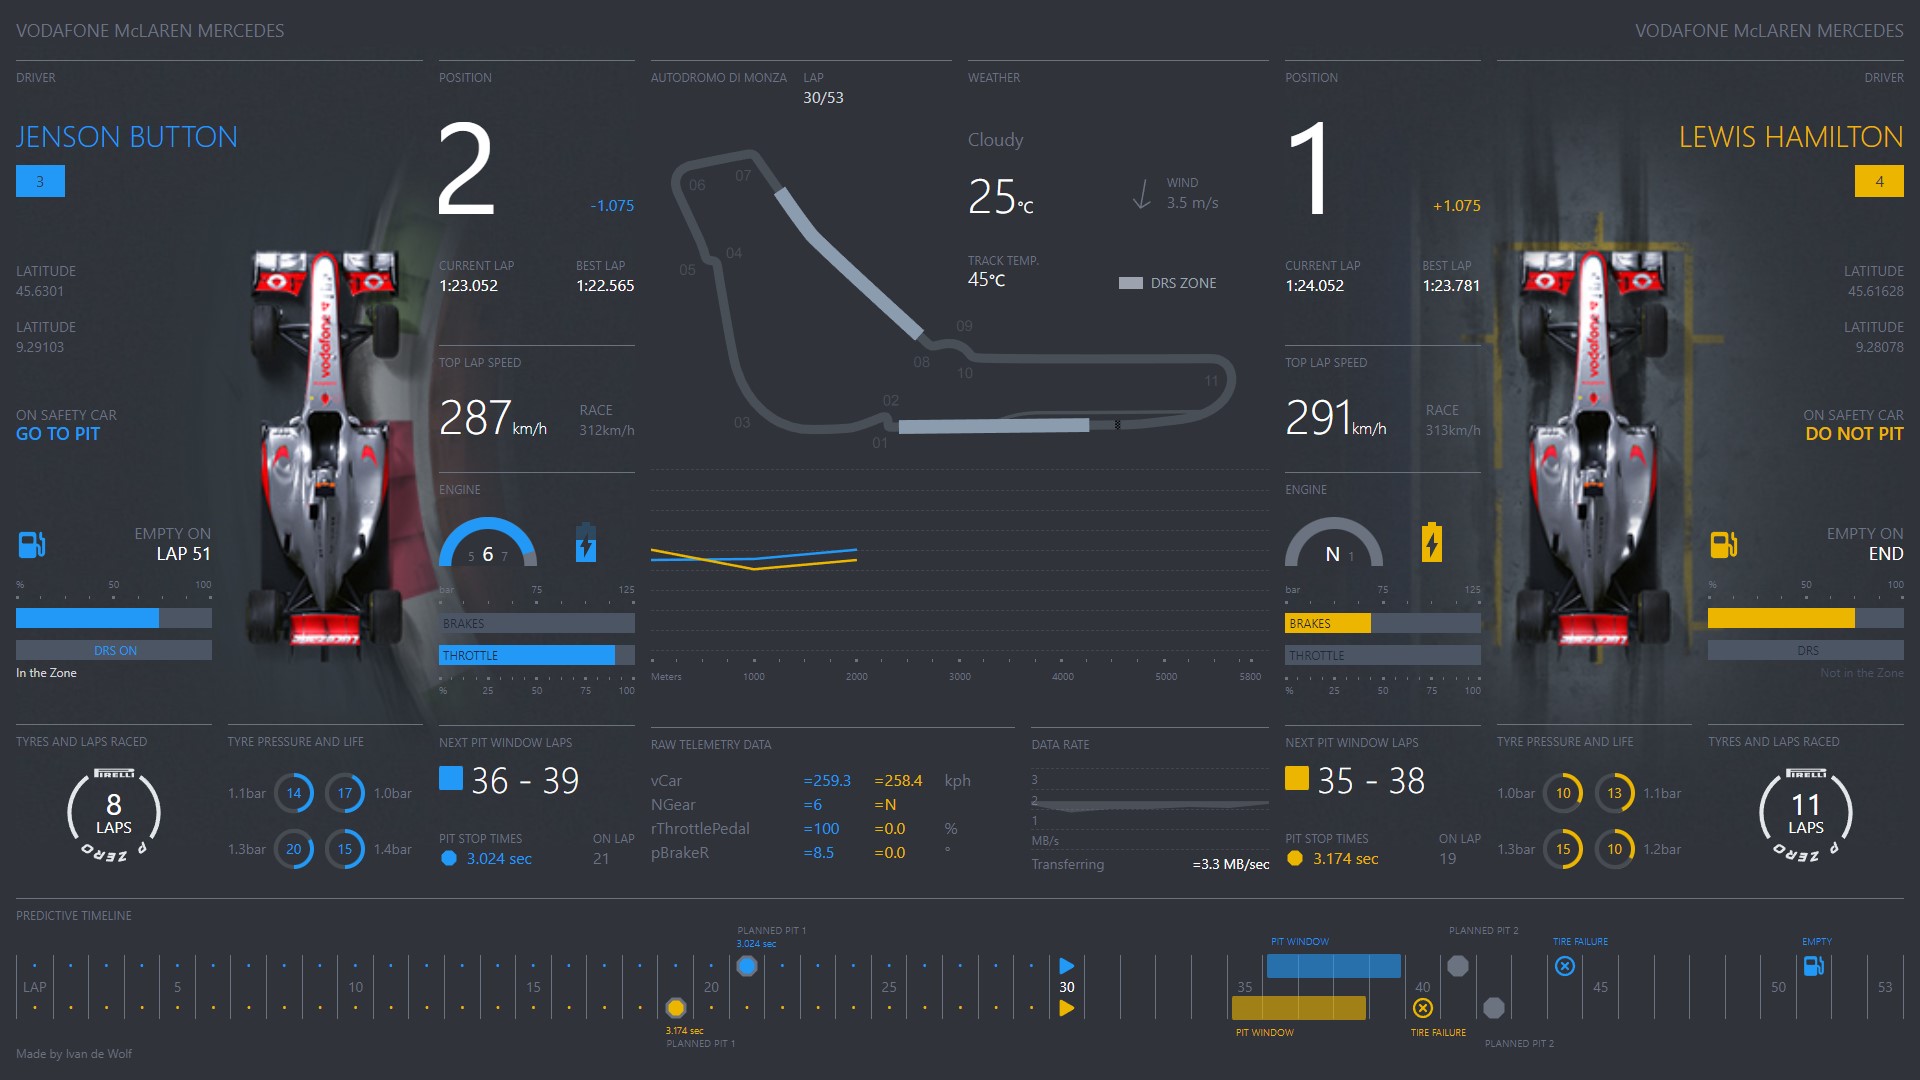 VODAFONE McLAREN MERCEDES
VODAFONE McLAREN MERCEDES
DRIVER
JENSON BUTTON
3
LATITUDE
45.6301
LATITUDE
9.29103
ON SAFETY CAR
GO TO PIT
EMPTY ON
LAP 51
% 50 100
DRS ON
In the Zone
vodafone
POSITION
2
-1.075
CURRENT LAP BEST LAP
1:23.052 1:22.565
TOP LAP SPEED
287 km/h
RACE
312km/h
ENGINE
5 6 7
bar 75 125
BRAKES
THROTTLE
% 25 50 75 100
AUTODROMO DI MONZA LAP
30/53
06
07
04
05
03
02
01
08
09
10
11
WEATHER
Cloudy
25°C
WIND
3.5 m/s
TRACK TEMP.
45°C
DRS ZONE
Meters 1000 2000 3000 4000 5000 5800
POSITION
1
+1.075
CURRENT LAP BEST LAP
1:24.052 1:23.781
TOP LAP SPEED
291 km/h
RACE
313km/h
ENGINE
N 1
bar 75 125
BRAKES
THROTTLE
% 25 50 75 100
DRIVER
LEWIS HAMILTON
4
vodafone
LATITUDE
45.61628
LATITUDE
9.28078
ON SAFETY CAR
DO NOT PIT
EMPTY ON
END
% 50 100
DRS
Not in the Zone
TYRES AND LAPS RACED
PIRELLI
8
LAPS
P ZERO
TYRE PRESSURE AND LIFE
1.1bar 14 17 1.0bar
1.3bar 20 15 1.4bar
NEXT PIT WINDOW LAPS
36 - 39
PIT STOP TIMES ON LAP
3.024 sec 21
RAW TELEMETRY DATA
vCar =259.3 =258.4 kph
NGear =6 =N
rThrottlePedal =100 =0.0 %
pBrakeR =8.5 =0.0 °
DATA RATE
3
2
1
MB/s
Transferring =3.3 MB/sec
NEXT PIT WINDOW LAPS
35 - 38
PIT STOP TIMES ON LAP
3.174 sec 19
TYRE PRESSURE AND LIFE
1.0bar 10 13 1.1bar
1.3bar 15 10 1.2bar
TYRES AND LAPS RACED
PIRELLI
11
LAPS
P ZERO
PREDICTIVE TIMELINE
PLANNED PIT 1
3.024 sec
PIT WINDOW
PLANNED PIT 2
TIRE FAILURE
EMPTY
LAP 5 10 15 20 25 30 35 40 45 50 53
3.174 sec
PLANNED PIT 1
PIT WINDOW
TIRE FAILURE
PLANNED PIT 2
Made by Ivan de Wolf